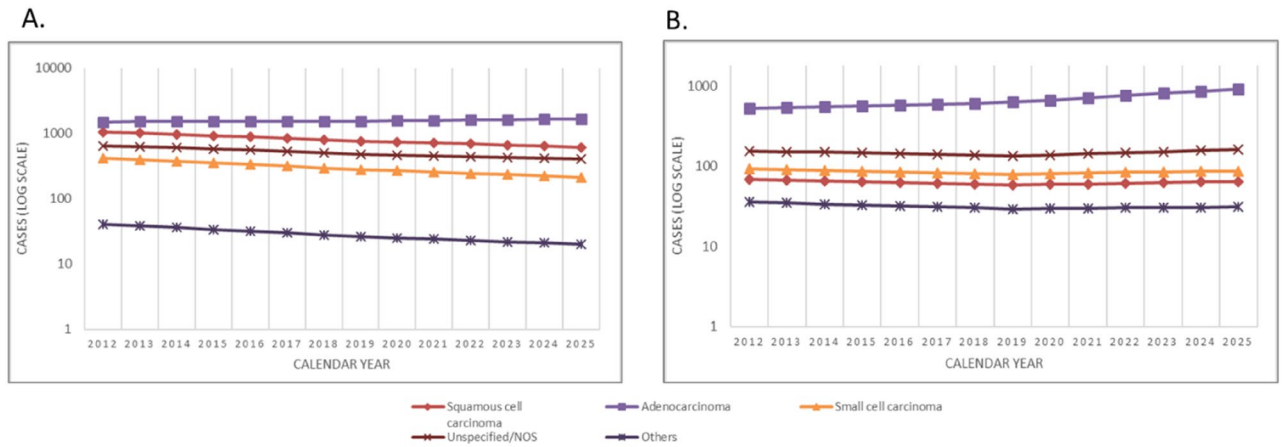 A.
10000
1000
100
10
1
CASES (LOG SCALE)
2012 2013 2014 2015 2016 2017 2018 2019 2020 2021 2022 2023 2024 2025
CALENDAR YEAR
B.
1000
100
10
1
CASES (LOG SCALE)
2012 2013 2014 2015 2016 2017 2018 2019 2020 2021 2022 2023 2024 2025
CALENDAR YEAR
Squamous cell
carcinoma
Adenocarcinoma
Small cell carcinoma
Unspecified/NOS
Others